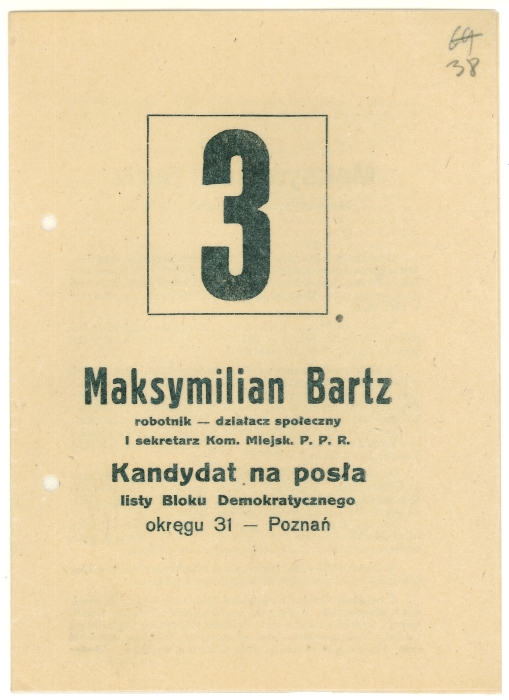 64
38
3
Maksymilian Bartz
robotnik — działacz społeczny
I sekretarz Kom. Miejsk. P. P. R.
Kandydat na posła
listy Bloku Demokratycznego
okręgu 31 — Poznań